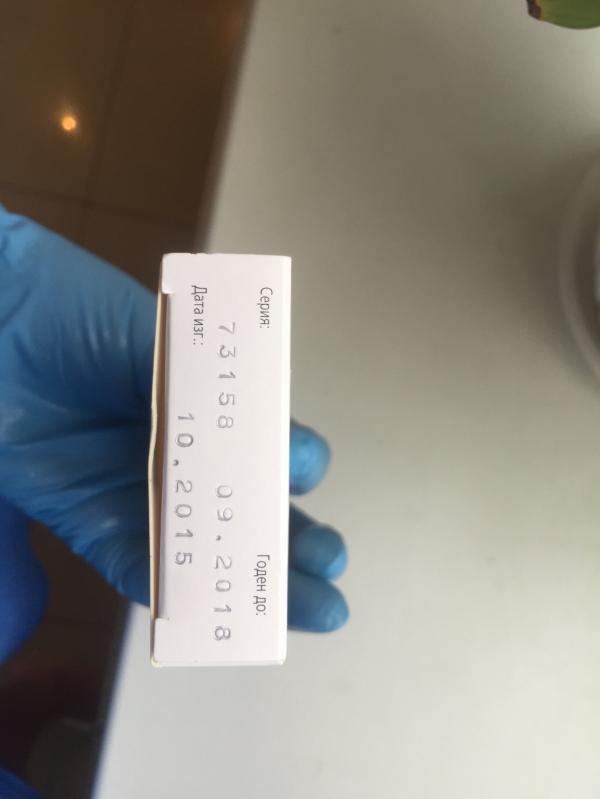 Серия: Годен до:
73158 09.2018
Дата изг.: 10.2015